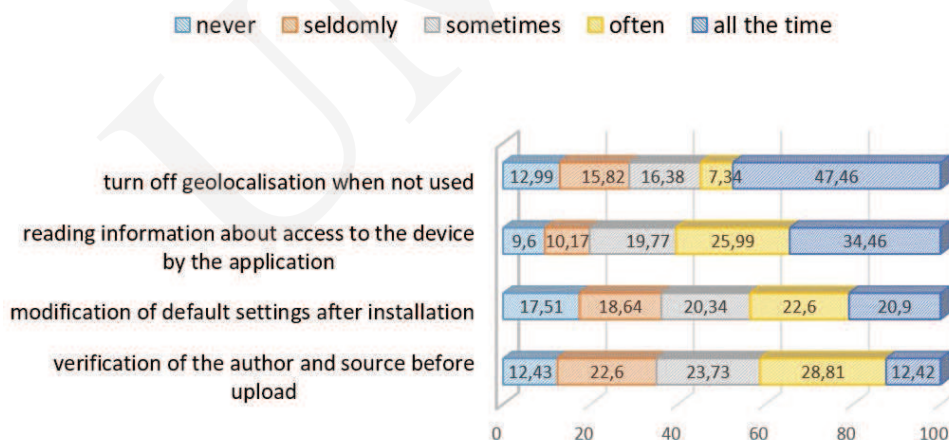 never seldomly sometimes often all the time
turn off geolocalisation when not used
12,99 15,82 16,38 7,34 47,46
reading information about access to the device
by the application
9,6 10,17 19,77 25,99 34,46
modification of default settings after installation
17,51 18,64 20,34 22,6 20,9
verification of the author and source before
upload
12,43 22,6 23,73 28,81 12,42
0 20 40 60 80 100